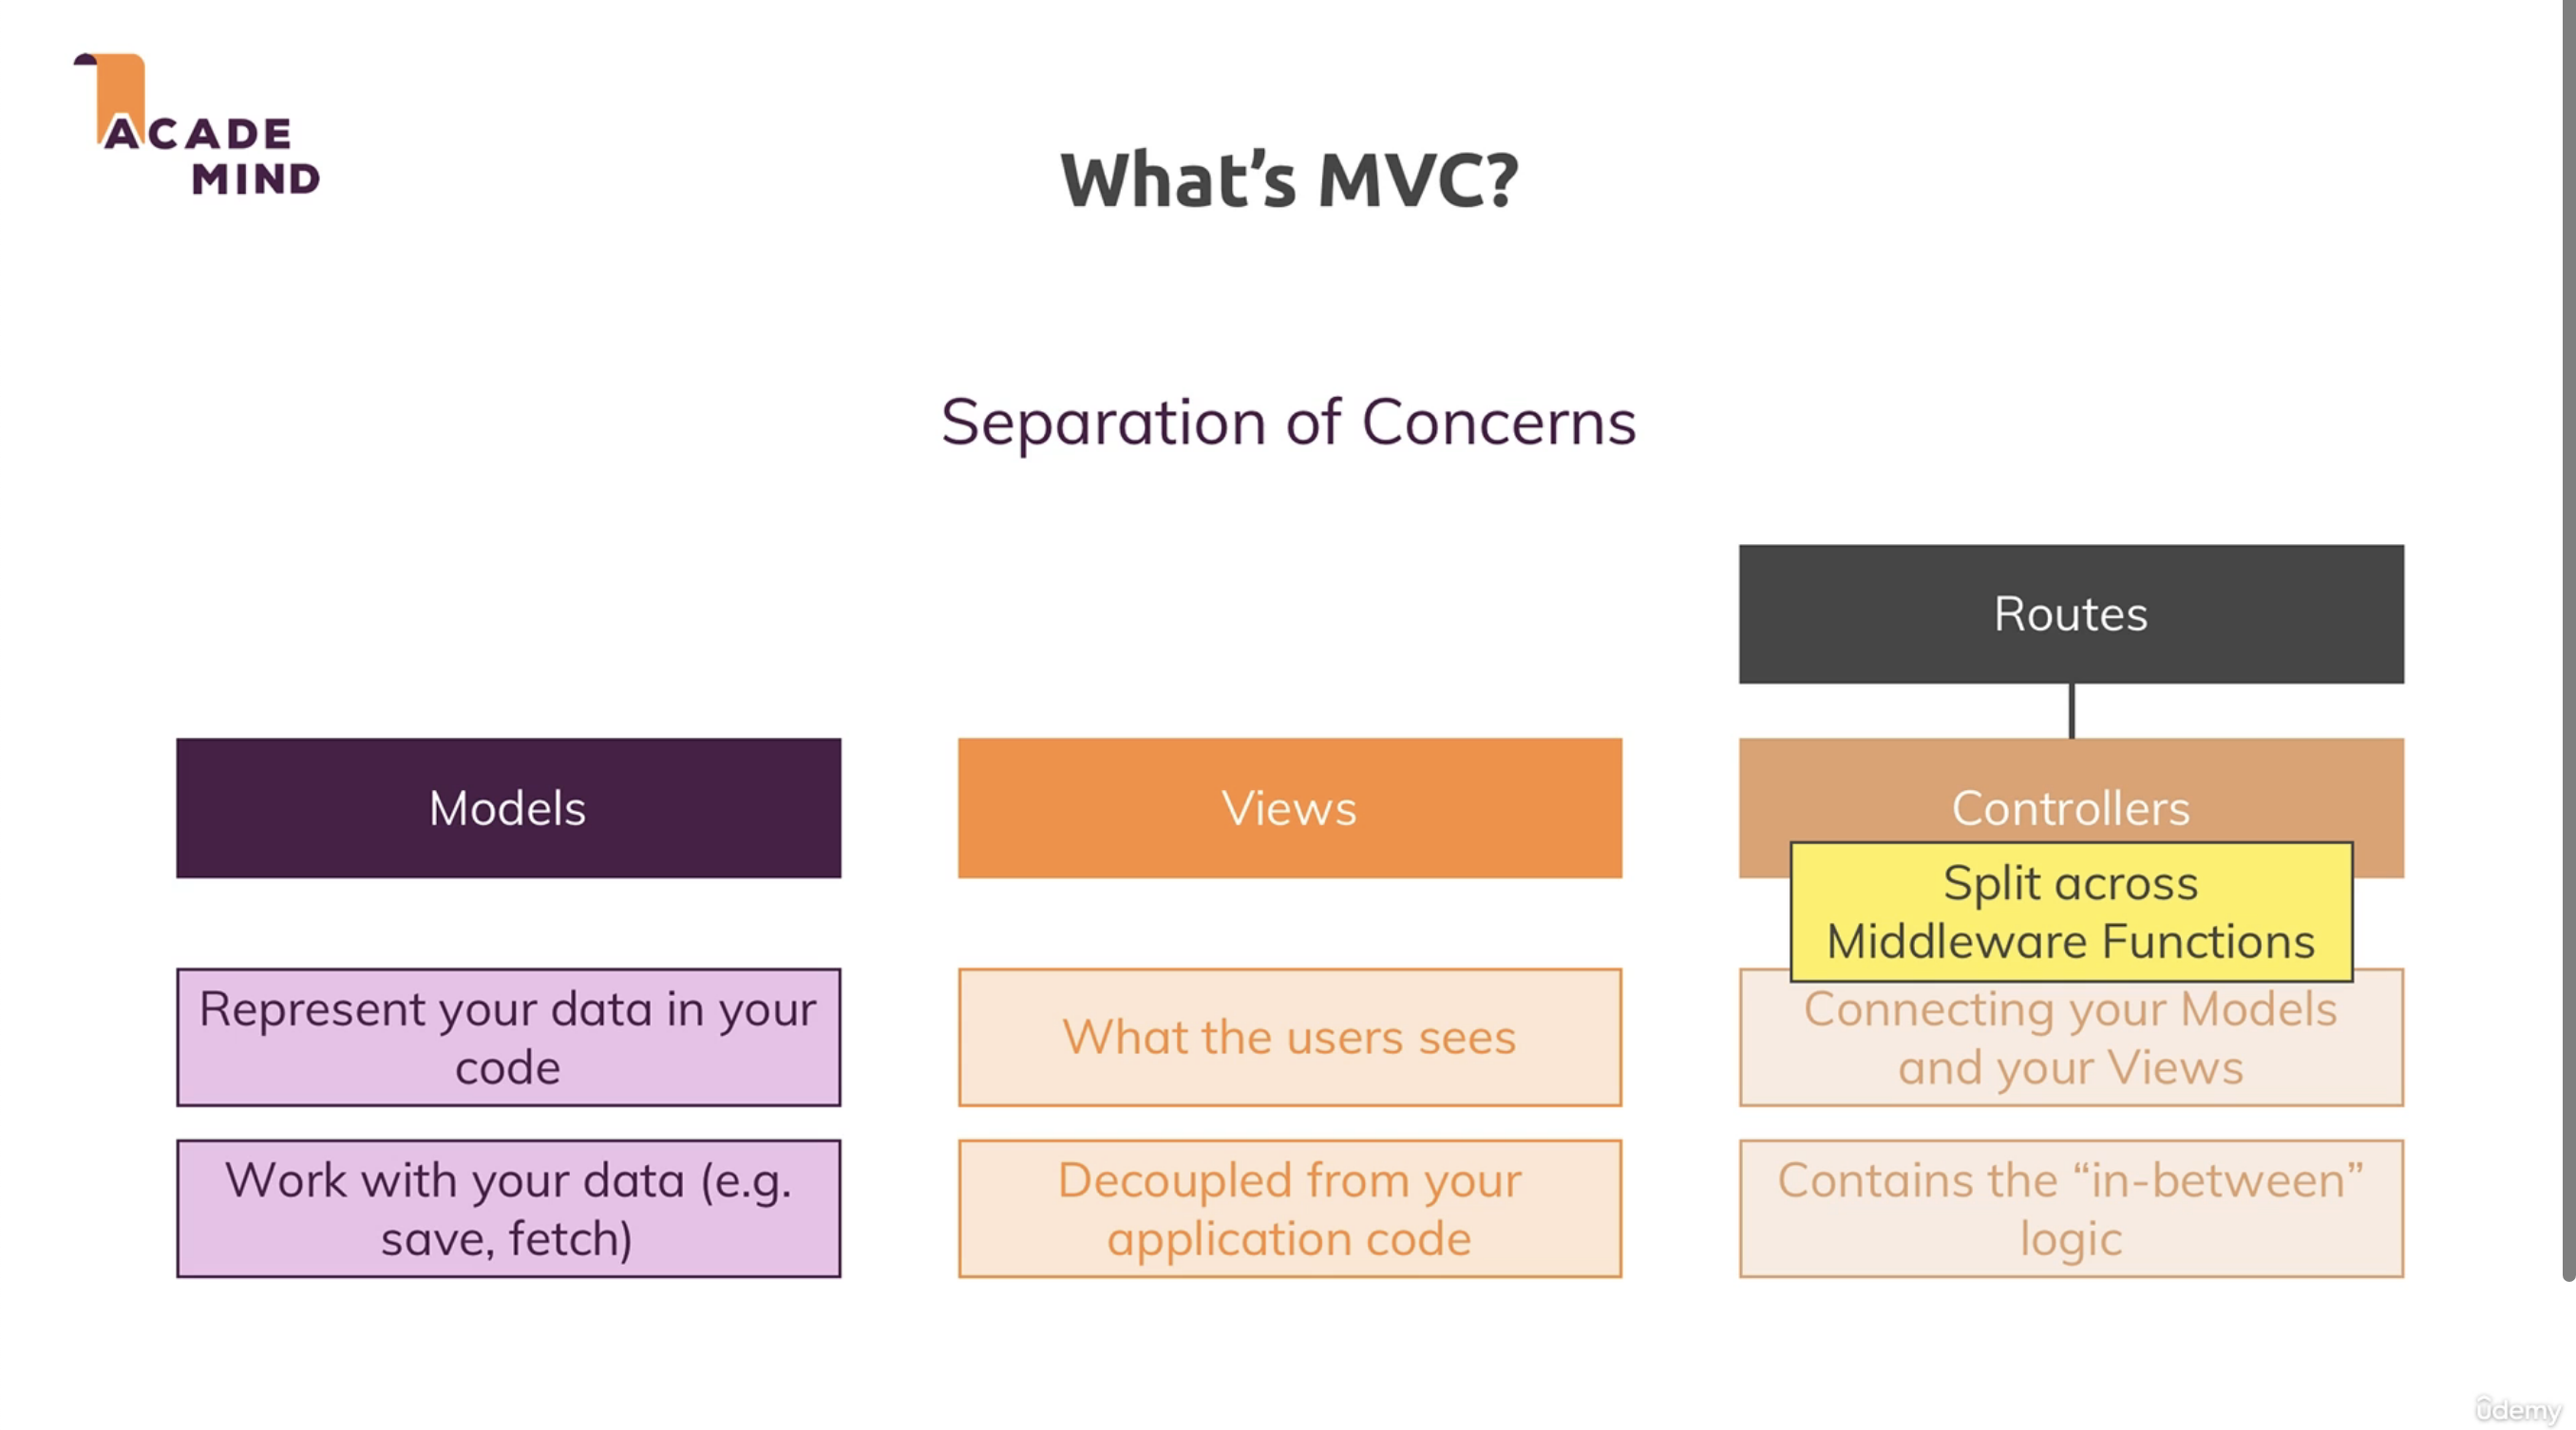 ACADE
MIND
What’s MVC?
Separation of Concerns
Routes
Models
Views
Controllers
Split across
Middleware Functions
Represent your data in your
code
What the users sees
Connecting your Models
and your Views
Work with your data (e.g.
save, fetch)
Decoupled from your
application code
Contains the “in-between”
logic
ûdemy